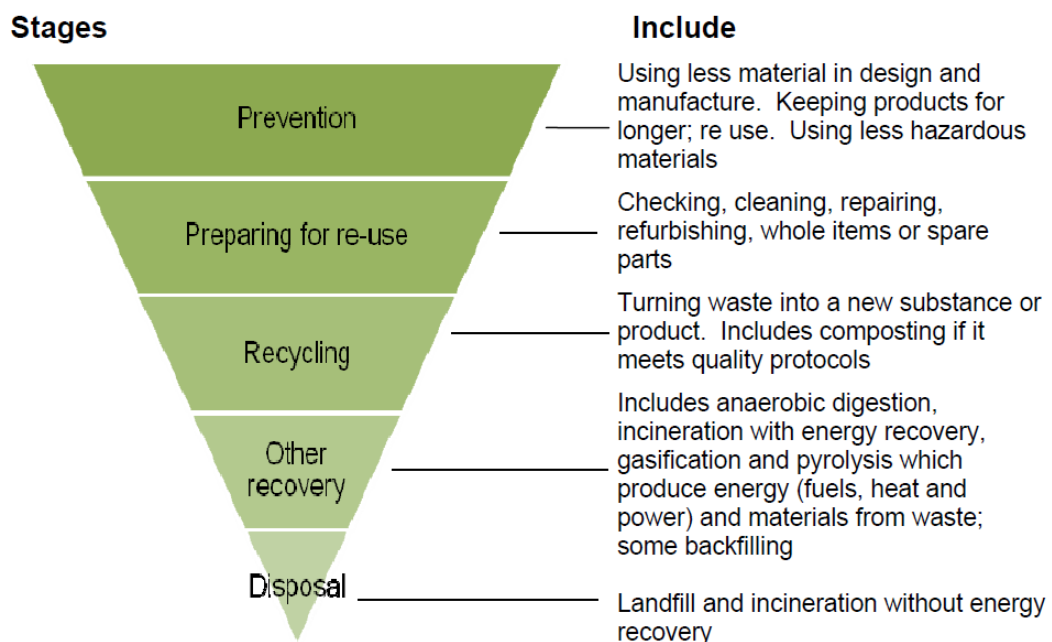 Stages
Include
Prevention
Using less material in design and
manufacture.  Keeping products for
longer; re use.  Using less hazardous
materials
Preparing for re-use
Checking, cleaning, repairing,
refurbishing, whole items or spare
parts
Recycling
Turning waste into a new substance or
product.  Includes composting if it
meets quality protocols
Other
recovery
Includes anaerobic digestion,
incineration with energy recovery,
gasification and pyrolysis which
produce energy (fuels, heat and
power) and materials from waste;
some backfilling
Disposal
Landfill and incineration without energy
recovery